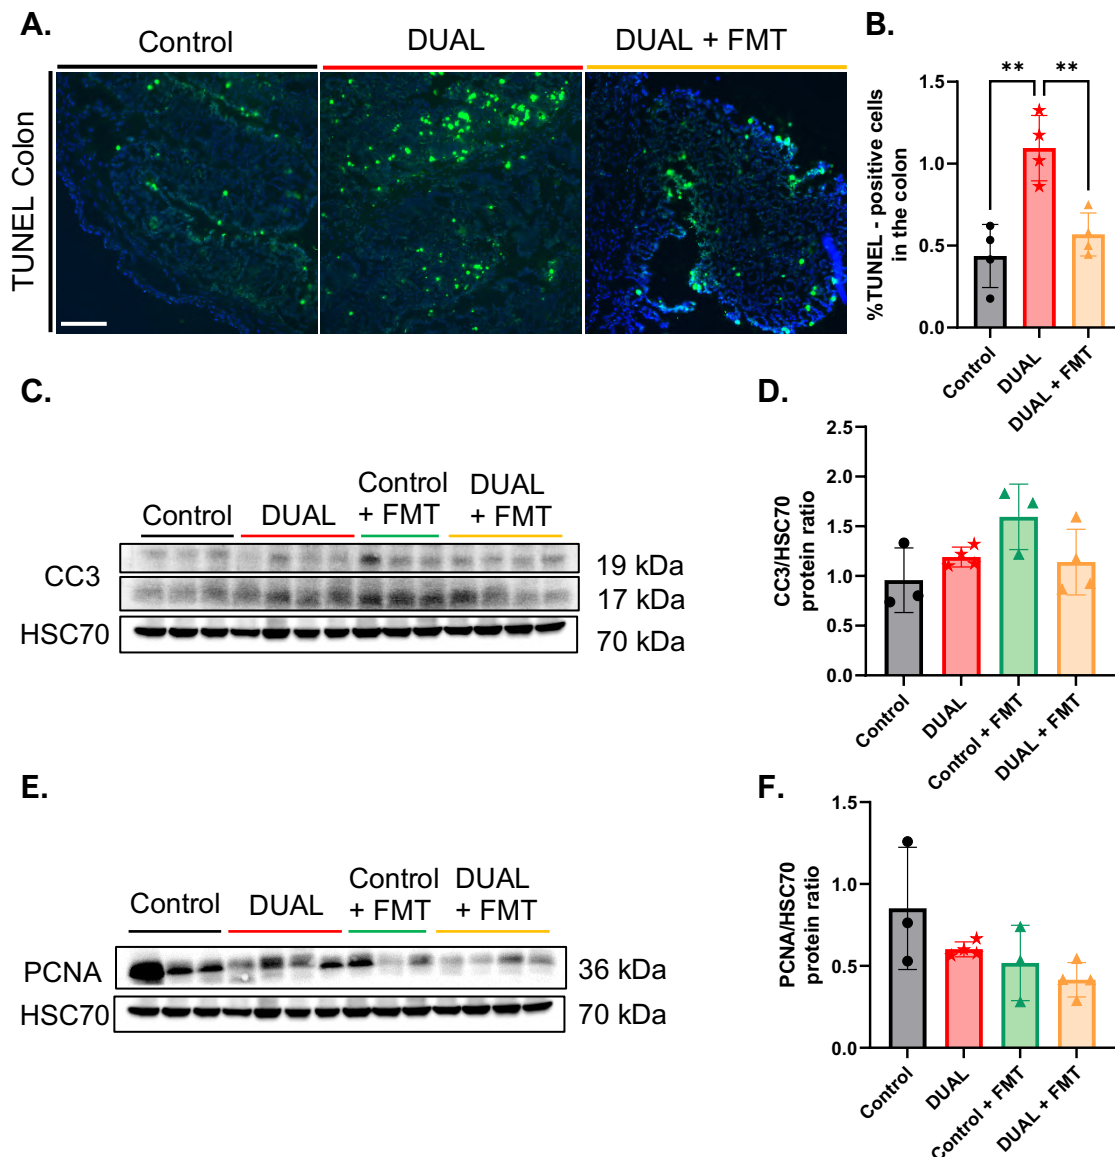 A.
Control
DUAL
DUAL + FMT
TUNEL Colon
B.
** **
%TUNEL - positive cells
in the colon
1.5
1.0
0.5
0.0
Control
DUAL
DUAL + FMT
C.
Control
DUAL
Control
+ FMT
DUAL
+ FMT
CC3
19 kDa
17 kDa
HSC70
70 kDa
D.
CC3/HSC70
protein ratio
2.5
2.0
1.5
1.0
0.5
0.0
Control
DUAL
Control + FMT
DUAL + FMT
E.
Control
DUAL
Control
+ FMT
DUAL
+ FMT
PCNA
36 kDa
HSC70
70 kDa
F.
PCNA/HSC70
protein ratio
1.5
1.0
0.5
0.0
Control
DUAL
Control + FMT
DUAL + FMT